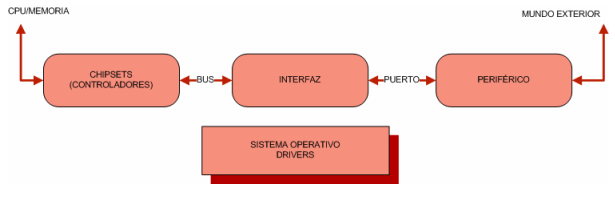 CPU/MEMORIA
MUNDO EXTERIOR
CHIPSETS
(CONTROLADORES)
BUS
INTERFAZ
PUERTO
PERIFÉRICO
SISTEMA OPERATIVO
DRIVERS